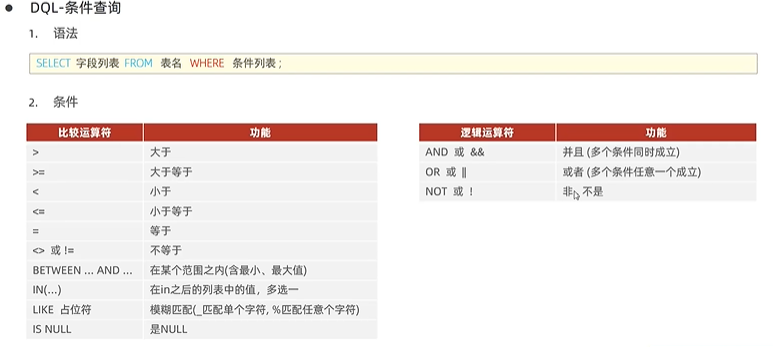 ● DQL-条件查询
1. 语法
SELECT 字段列表 FROM 表名 WHERE 条件列表 ;
2. 条件
比较运算符 功能
> 大于
>= 大于等于
< 小于
<= 小于等于
= 等于
<> 或 != 不等于
BETWEEN ... AND ... 在某个范围之内(含最小、最大值)
IN(...) 在in之后的列表中的值，多选一
LIKE 占位符 模糊匹配(_匹配单个字符, %匹配任意个字符)
IS NULL 是NULL
逻辑运算符 功能
AND 或 && 并且 (多个条件同时成立)
OR 或 || 或者 (多个条件任意一个成立)
NOT 或 ! 非, 不是